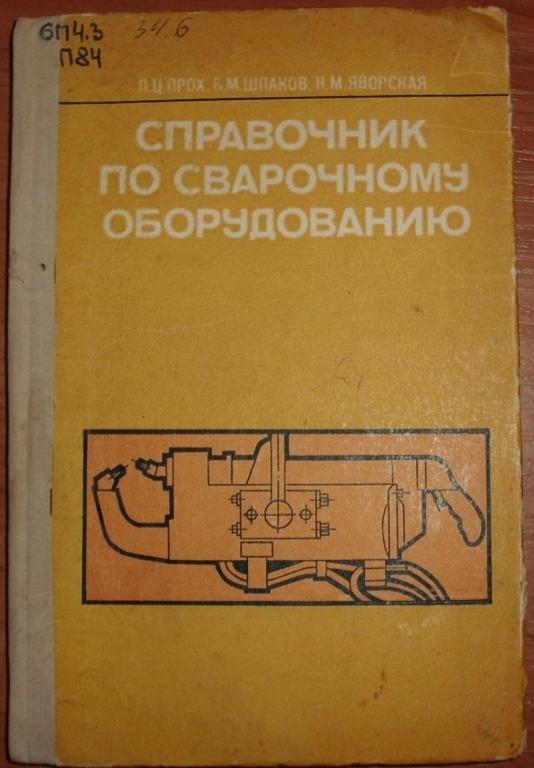 6П4.3 34.6
П84
Л.Ц.ПРОХ, Б.М.ШПАКОВ, Н.М.ЯВОРСКАЯ
СПРАВОЧНИК
ПО СВАРОЧНОМУ
ОБОРУДОВАНИЮ